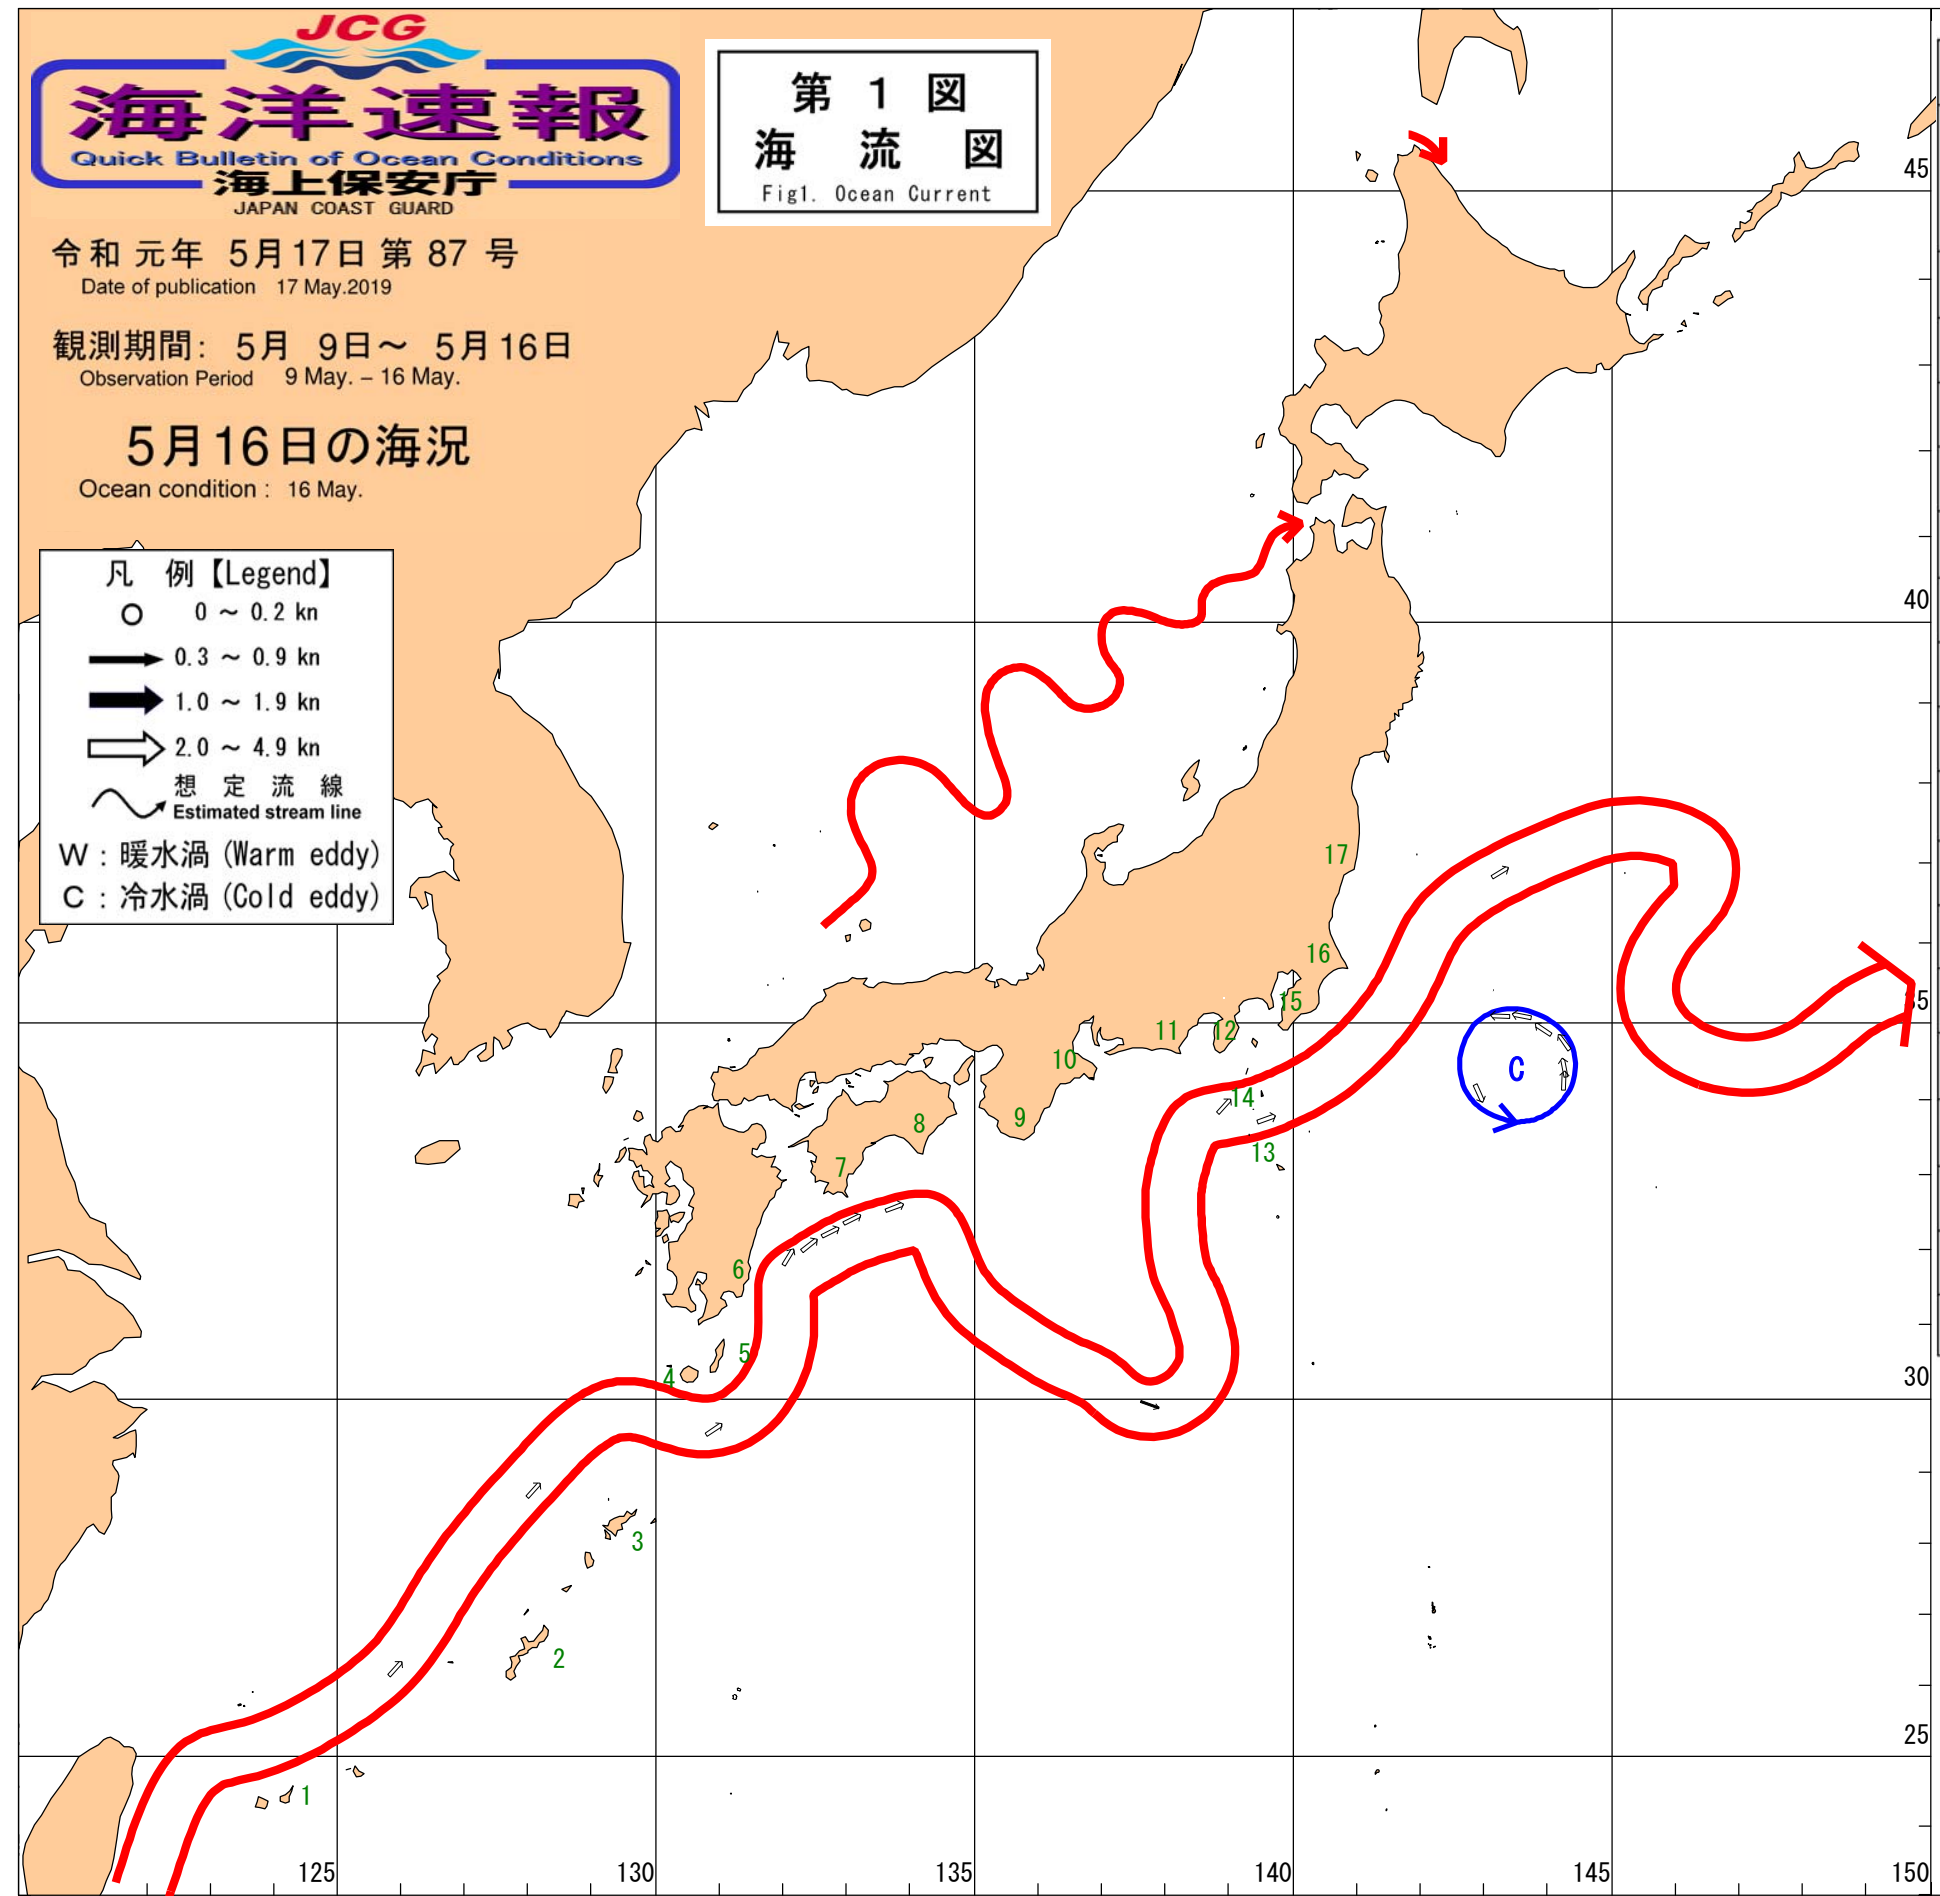 JCG
海洋速報
Quick Bulletin of Ocean Conditions
海上保安庁
JAPAN COAST GUARD
令和 元年 5月17日 第 87 号
Date of publication 17 May.2019
観測期間: 5月 9日～ 5月16日
Observation Period 9 May. – 16 May.
5月16日の海況
Ocean condition : 16 May.
第 1 図
海 流 図
Fig1. Ocean Current
凡 例【Legend】
0 ～ 0.2 kn
0.3 ～ 0.9 kn
1.0 ～ 1.9 kn
2.0 ～ 4.9 kn
想 定 流 線
Estimated stream line
W : 暖水渦 (Warm eddy)
C : 冷水渦 (Cold eddy)
45
40
17
16
35
15
12
11
10
C
14
9
8
13
7
6
5
4
30
3
2
25
1
125
130
135
140
145
150